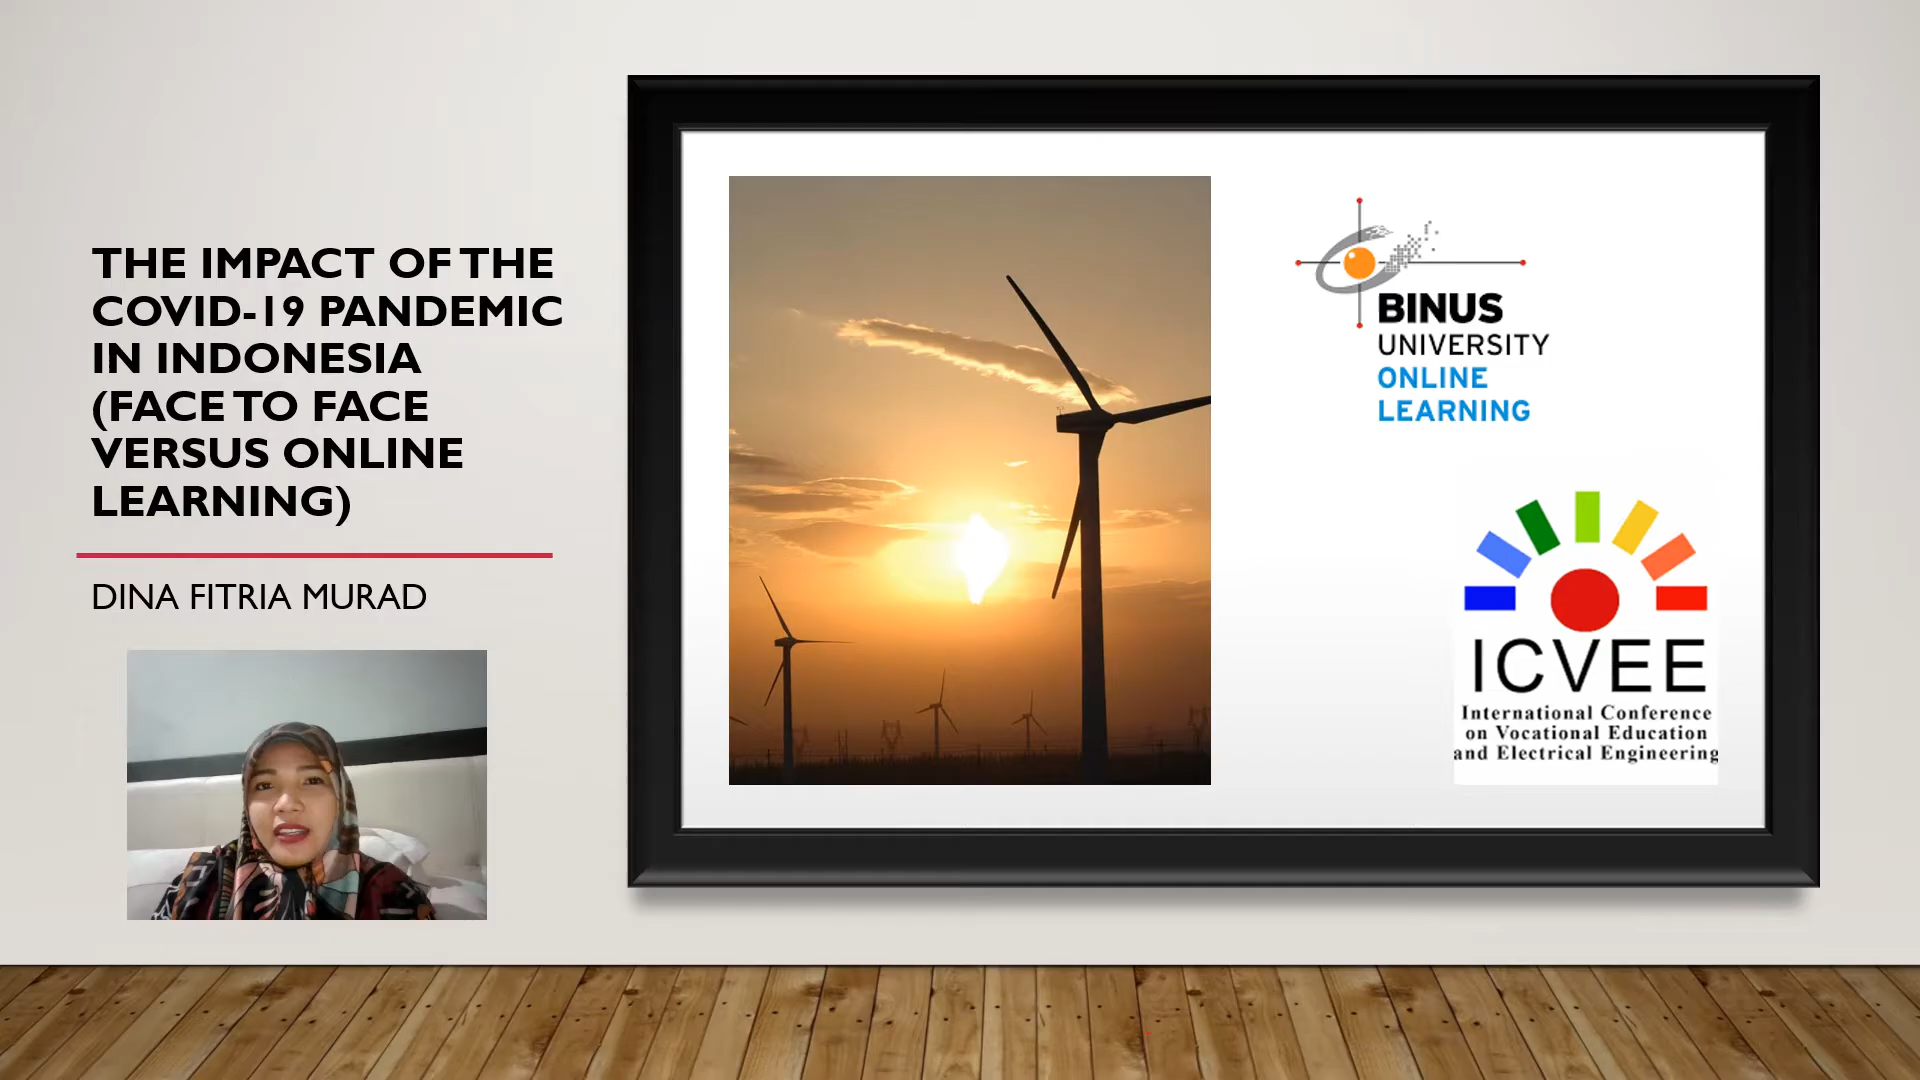 THE IMPACT OF THE
COVID-19 PANDEMIC
IN INDONESIA
(FACE TO FACE
VERSUS ONLINE
LEARNING)
DINA FITRIA MURAD
BINUS
UNIVERSITY
ONLINE
LEARNING
ICVEE
International Conference
on Vocational Education
and Electrical Engineering